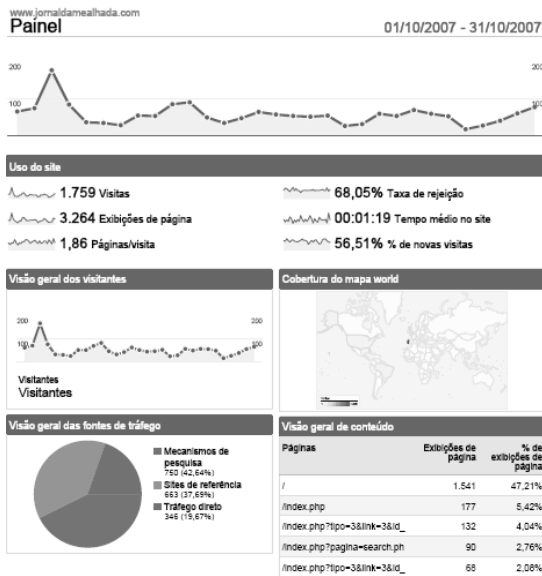 www.jornaldamealhada.com
Painel
01/10/2007 - 31/10/2007
200
200
100
100
Uso do site
1.759 Visitas
68,05% Taxa de rejeição
3.264 Exibições de página
00:01:19 Tempo médio no site
1,86 Páginas/visita
56,51% % de novas visitas
Visão geral dos visitantes
200
200
100
100
Visitantes
Visitantes
Cobertura do mapa world
Visão geral das fontes de tráfego
Mecanismos de
pesquisa
750 (42,64%)
Sites de referência
663 (37,69%)
Tráfego direto
346 (19,67%)
Visão geral de conteúdo
Páginas
Exibições de
página
% de
exibições de
página
/
1.541
47,21%
/index.php
177
5,42%
/index.php?tipo=3&link=3&id_
132
4,04%
/index.php?pagina=search.ph
90
2,76%
/index.php?tipo=3&link=3&id_
68
2,08%